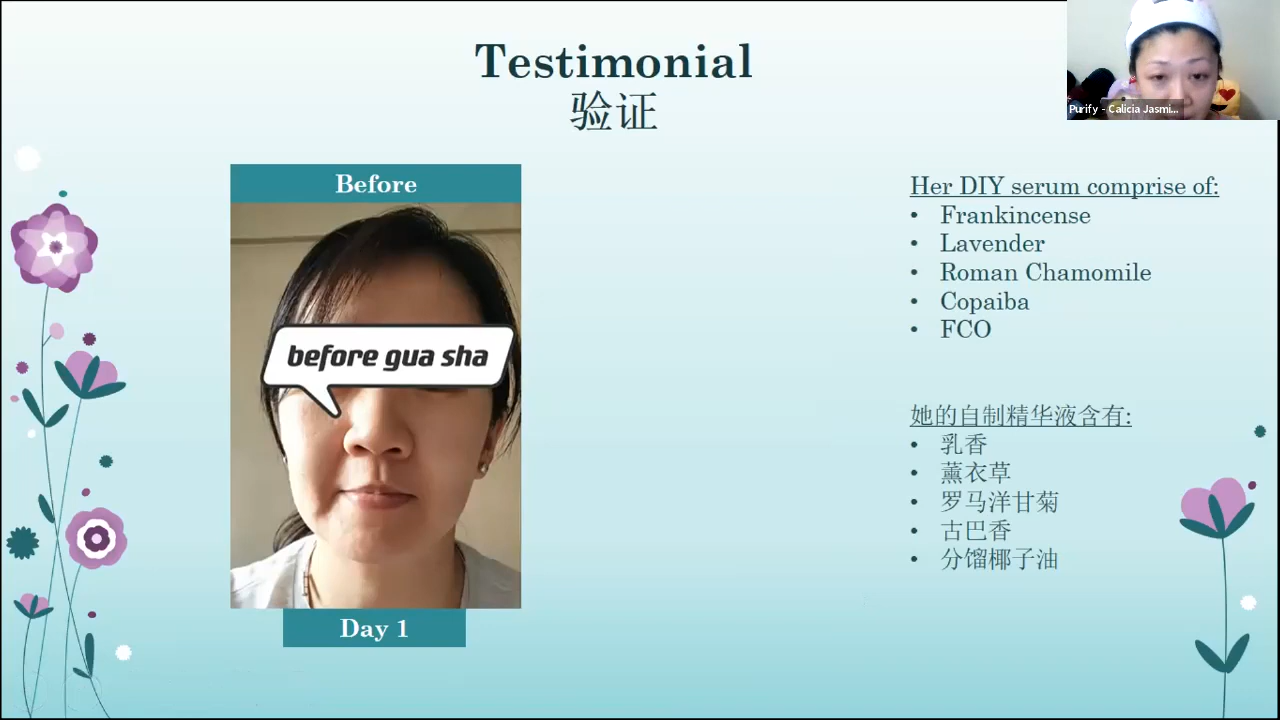 Testimonial
验证
Purify - Calicia Jasmi...
Before
before gua sha
Day 1
Her DIY serum comprise of:
• Frankincense
• Lavender
• Roman Chamomile
• Copaiba
• FCO
她的自制精华液含有:
• 乳香
• 薰衣草
• 罗马洋甘菊
• 古巴香
• 分馏椰子油